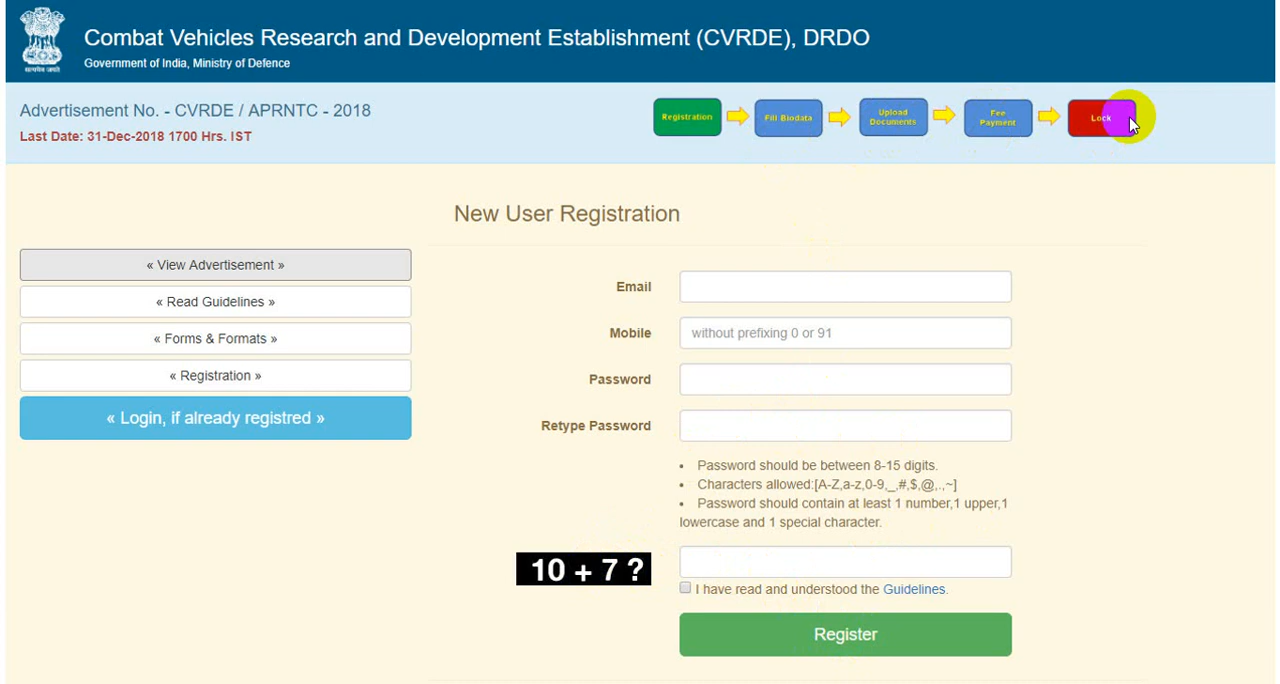 Combat Vehicles Research and Development Establishment (CVRDE), DRDO
Government of India, Ministry of Defence
सत्यमेव जयते
Advertisement No. - CVRDE / APRNTC - 2018
Last Date: 31-Dec-2018 1700 Hrs. IST
Registration
Fill Biodata
Upload
Documents
Fee
Payment
Lock
New User Registration
« View Advertisement »
« Read Guidelines »
« Forms & Formats »
« Registration »
« Login, if already registred »
Email
Mobile without prefixing 0 or 91
Password
Retype Password
• Password should be between 8-15 digits.
• Characters allowed:[A-Z,a-z,0-9,_,#,$,@,.,~]
• Password should contain at least 1 number,1 upper,1
lowercase and 1 special character.
10 + 7 ?
I have read and understood the Guidelines.
Register